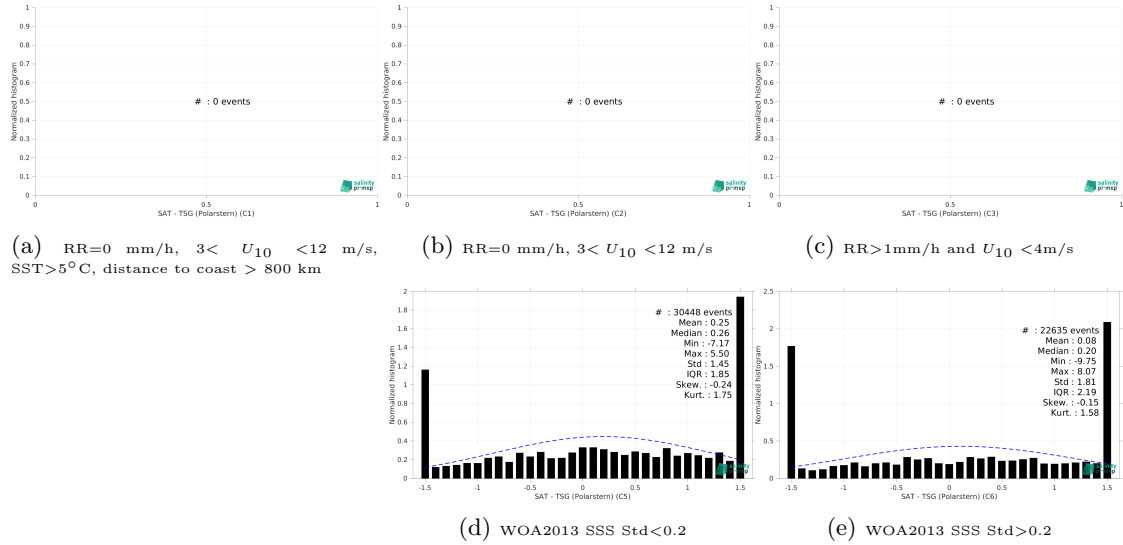 Normalized histogram
1
0.9
0.8
0.7
0.6
0.5
0.4
0.3
0.2
0.1
0
# : 0 events
salinity
pi-mep
0 0.5 1
SAT - TSG (Polarstern) (C1)
(a) RR=0 mm/h, 3< U10 <12 m/s,
SST>5°C, distance to coast > 800 km
Normalized histogram
1
0.9
0.8
0.7
0.6
0.5
0.4
0.3
0.2
0.1
0
# : 0 events
salinity
pi-mep
0 0.5 1
SAT - TSG (Polarstern) (C2)
(b) RR=0 mm/h, 3< U10 <12 m/s
Normalized histogram
1
0.9
0.8
0.7
0.6
0.5
0.4
0.3
0.2
0.1
0
# : 0 events
salinity
pi-mep
0 0.5 1
SAT - TSG (Polarstern) (C3)
(c) RR>1mm/h and U10 <4m/s
Normalized histogram
2
1.8
1.6
1.4
1.2
1
0.8
0.6
0.4
0.2
0
# : 30448 events
Mean : 0.25
Median : 0.26
Min : -7.17
Max : 5.50
Std : 1.45
IQR : 1.85
Skew. : -0.24
Kurt. : 1.75
-1.5 -1 -0.5 0 0.5 1 1.5
SAT - TSG (Polarstern) (C5)
(d) WOA2013 SSS Std<0.2
Normalized histogram
2.5
2
1.5
1
0.5
0
# : 22635 events
Mean : 0.08
Median : 0.20
Min : -9.75
Max : 8.07
Std : 1.81
IQR : 2.19
Skew. : -0.15
Kurt. : 1.58
-1.5 -1 -0.5 0 0.5 1 1.5
SAT - TSG (Polarstern) (C6)
(e) WOA2013 SSS Std>0.2